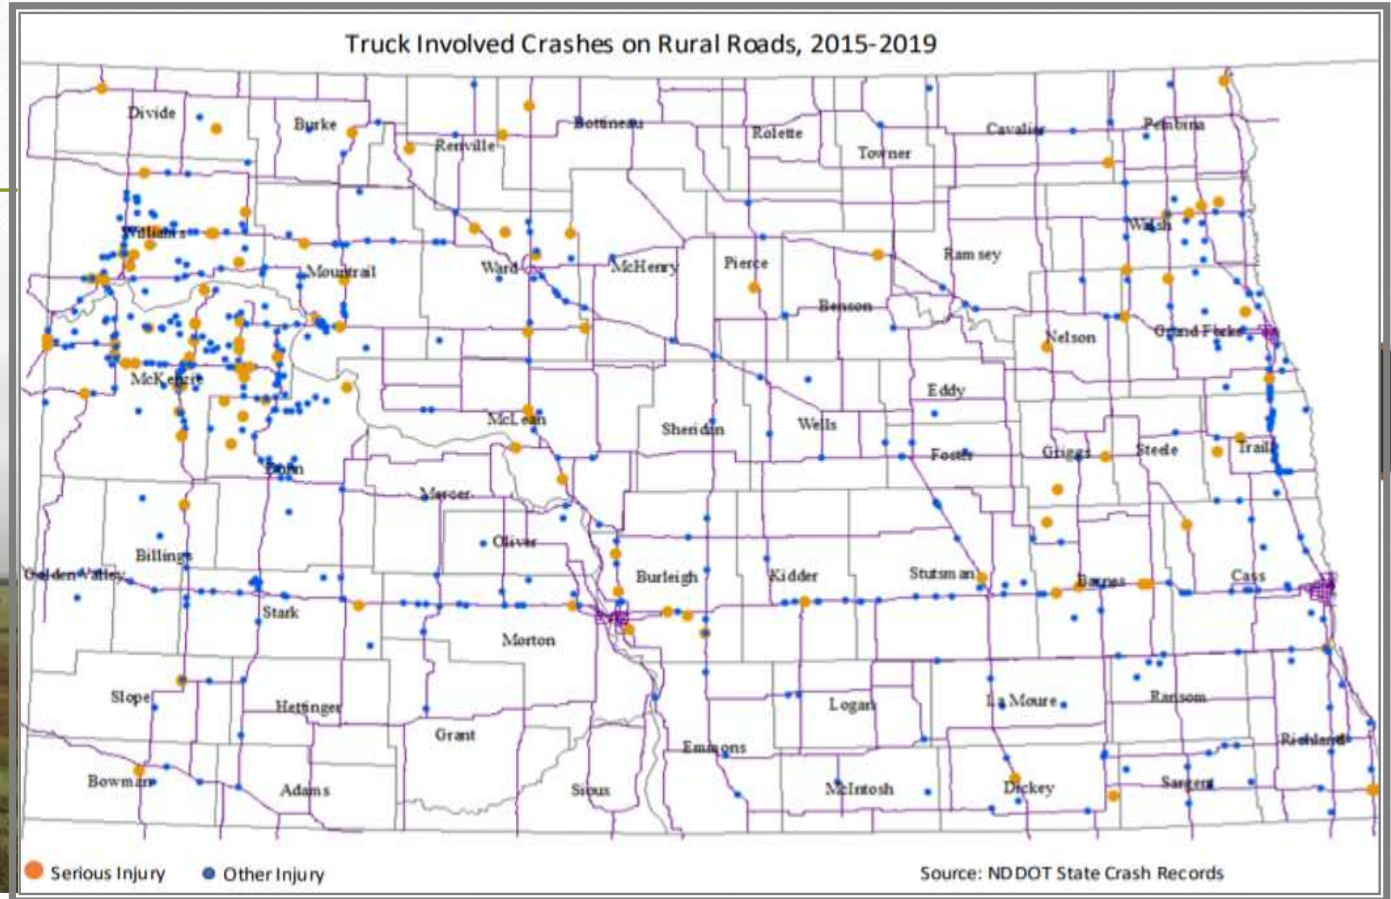 Truck Involved Crashes on Rural Roads, 2015-2019
Divide
Burke
Renville
Bottineau
Rolette
Towner
Cavalier
Pembina
Williams
Mountrail
Ward
McHenry
Pierce
Benson
Ramsey
Walsh
Nelson
Grand Forks
McKenzie
McLean
Sheridan
Wells
Eddy
Foster
Griggs
Steele
Traill
Dunn
Mercer
Oliver
Billings
Golden Valley
Stark
Morton
Burleigh
Kidder
Stutsman
Barnes
Cass
Slope
Hettinger
Grant
Emmons
Logan
La Moure
Ransom
Richland
Bowman
Adams
Sioux
McIntosh
Dickey
Sargent
Serious Injury
Other Injury
Source: NDDOT State Crash Records